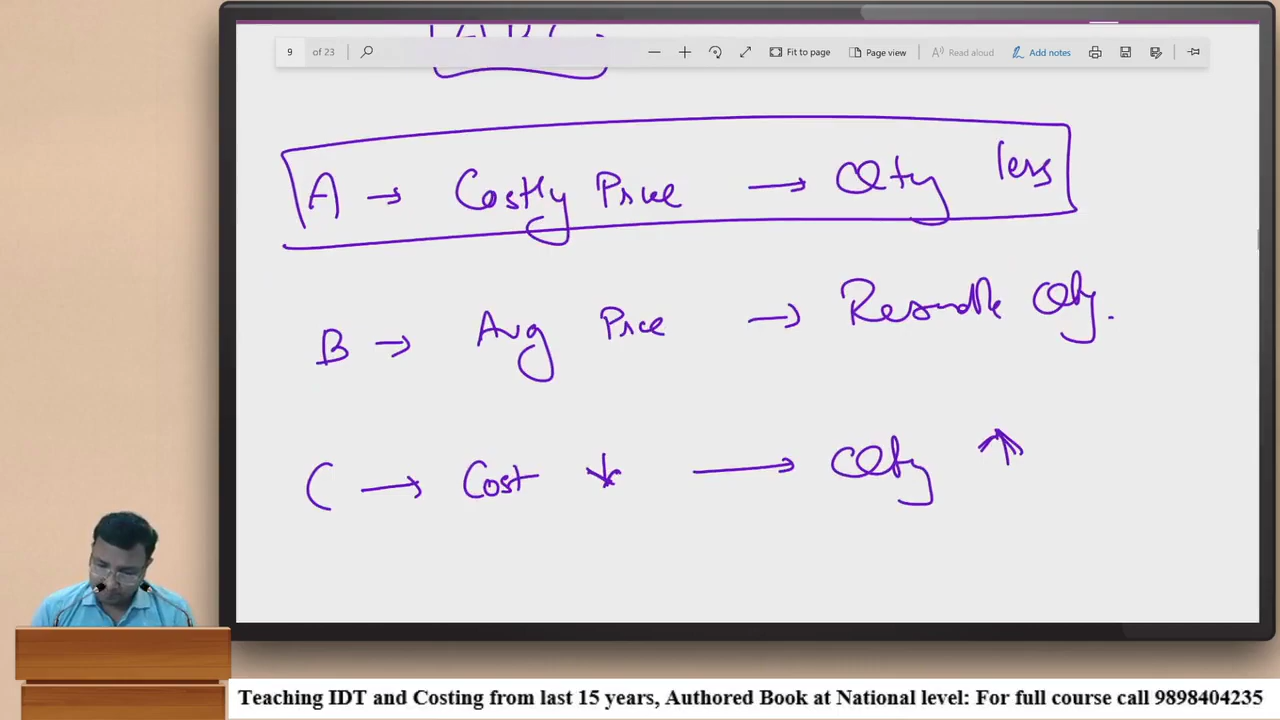 9 of 23 Fit to page Page view Read aloud Add notes
ABC
A → Costly Price → Qty less
B → Avg Price → Resonable Qty.
C → Cost ↓ → Qty ↑
Teaching IDT and Costing from last 15 years, Authored Book at National level: For full course call 9898404235